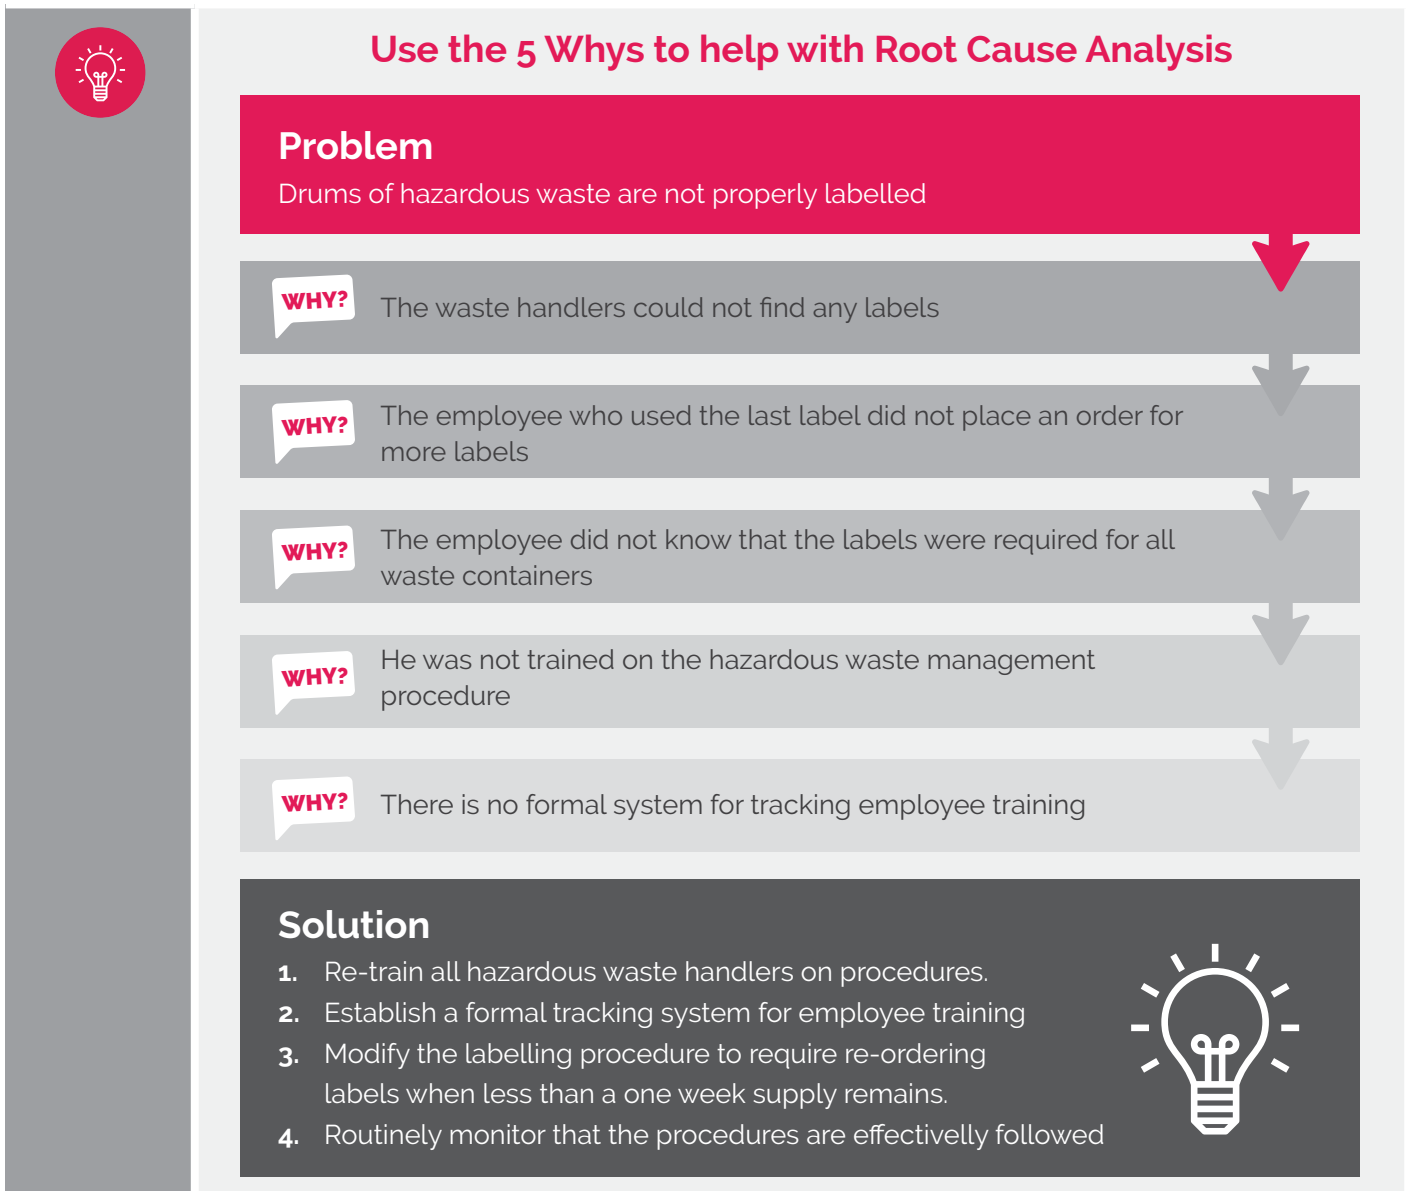 Use the 5 Whys to help with Root Cause Analysis
Problem
Drums of hazardous waste are not properly labelled
WHY?
The waste handlers could not find any labels
WHY?
The employee who used the last label did not place an order for
more labels
WHY?
The employee did not know that the labels were required for all
waste containers
WHY?
He was not trained on the hazardous waste management
procedure
WHY?
There is no formal system for tracking employee training
Solution
1. Re-train all hazardous waste handlers on procedures.
2. Establish a formal tracking system for employee training
3. Modify the labelling procedure to require re-ordering
labels when less than a one week supply remains.
4. Routinely monitor that the procedures are effectivelly followed